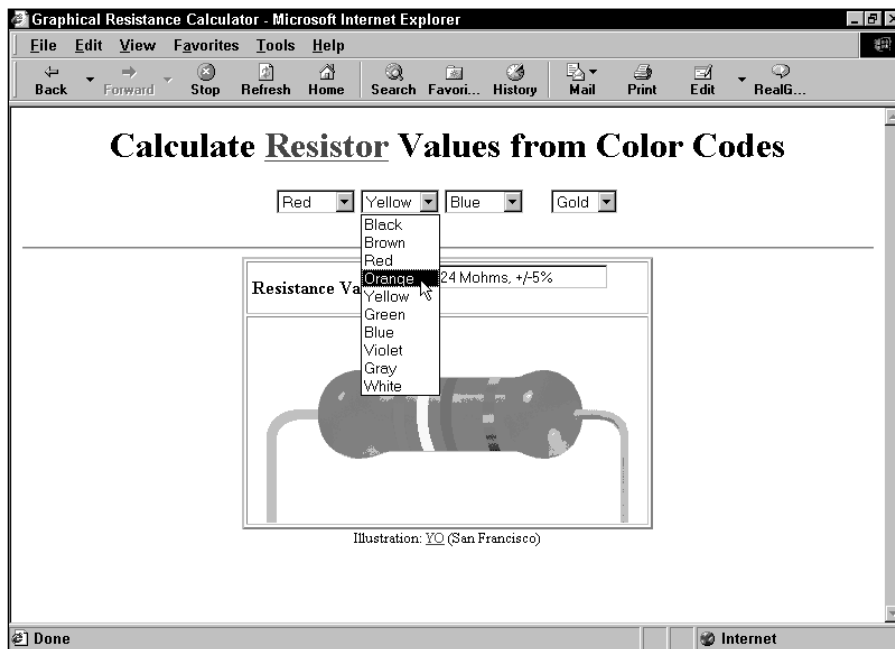 Graphical Resistance Calculator - Microsoft Internet Explorer
File Edit View Favorites Tools Help
Back Forward Stop Refresh Home Search Favori... History Mail Print Edit RealG...
Calculate Resistor Values from Color Codes
Red Yellow Blue Gold
Black
Brown
Red
Orange
Yellow
Green
Blue
Violet
Gray
White
Resistance Va 24 Mohms, +/-5%
Illustration: YO (San Francisco)
Done Internet